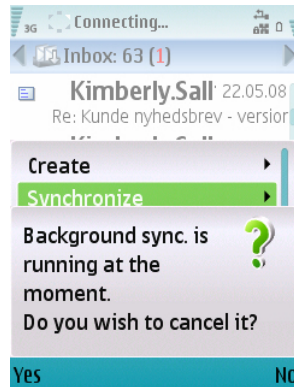 3G Connecting...
Inbox: 63 (1)
Kimberly.Sall 22.05.08
Re: Kunde nyhedsbrev - versior
Create
Synchronize
Background sync. is
running at the
moment.
Do you wish to cancel it?
Yes No